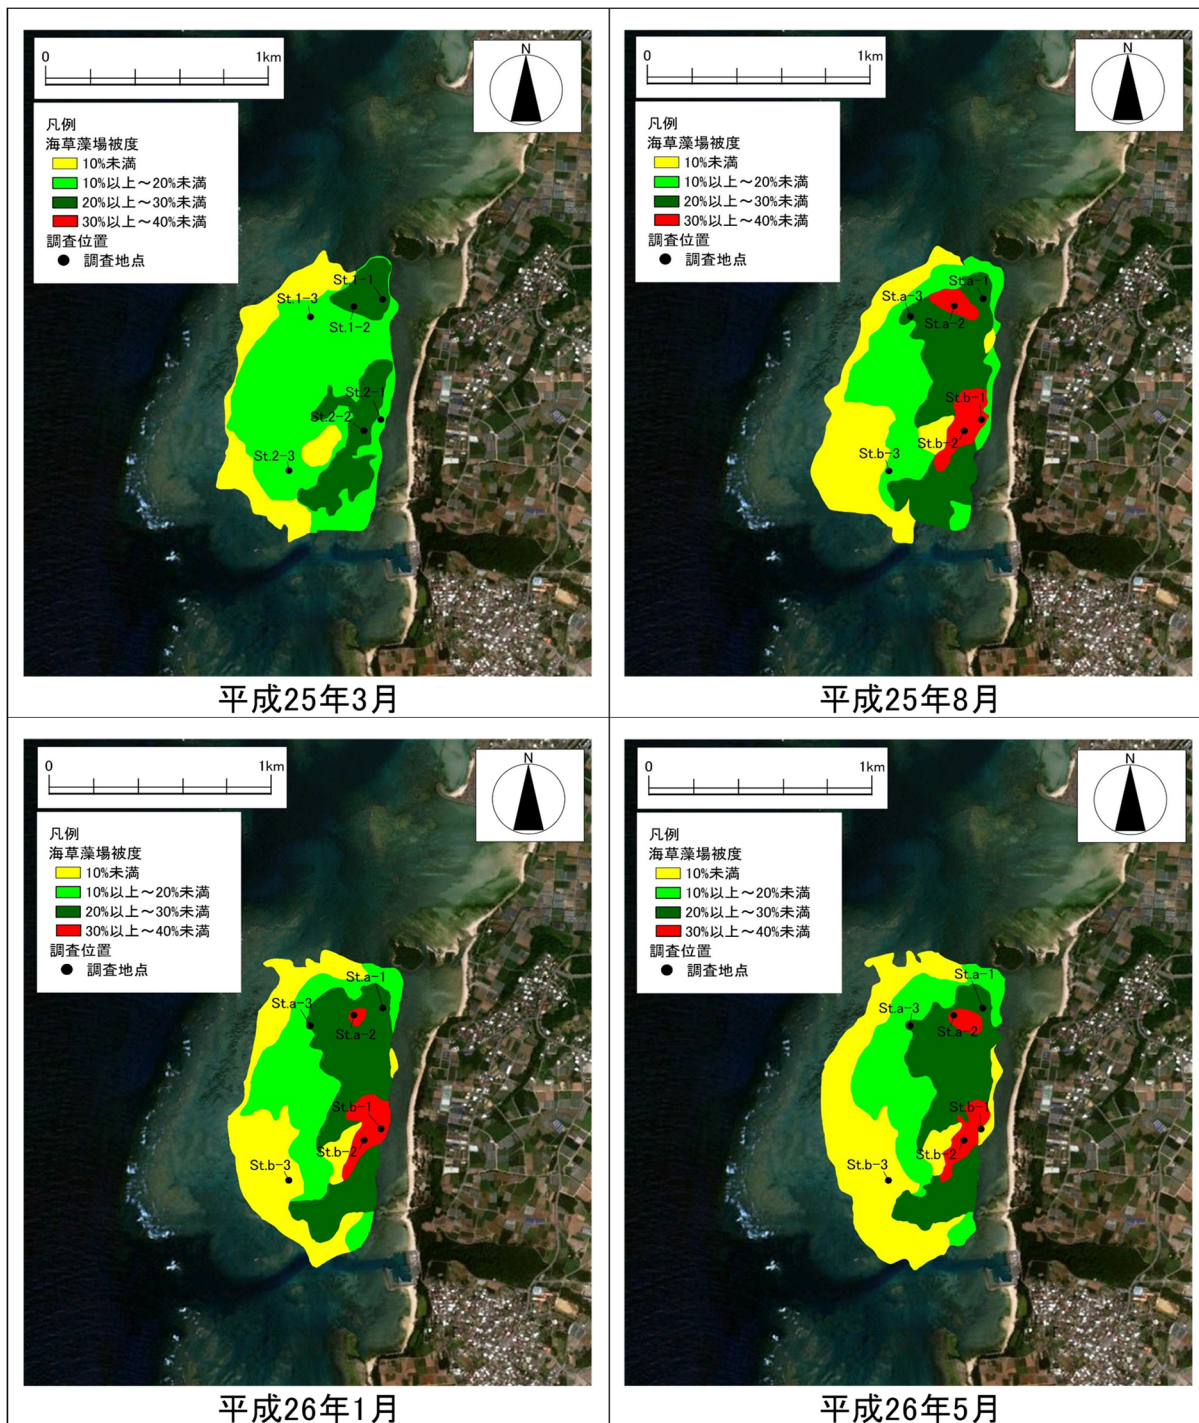 0 1km
N
凡例
海草藻場被度
10%未満
10%以上～20%未満
20%以上～30%未満
30%以上～40%未満
調査位置
調査地点
St.1-1
St.1-3
St.1-2
St.2-1
St.2-2
St.2-3
平成25年3月
0 1km
N
凡例
海草藻場被度
10%未満
10%以上～20%未満
20%以上～30%未満
30%以上～40%未満
調査位置
調査地点
St.a-1
St.a-3
St.a-2
St.b-1
St.b-2
St.b-3
平成25年8月
0 1km
N
凡例
海草藻場被度
10%未満
10%以上～20%未満
20%以上～30%未満
30%以上～40%未満
調査位置
調査地点
St.a-1
St.a-3
St.a-2
St.b-1
St.b-2
St.b-3
平成26年1月
0 1km
N
凡例
海草藻場被度
10%未満
10%以上～20%未満
20%以上～30%未満
30%以上～40%未満
調査位置
調査地点
St.a-1
St.a-3
St.a-2
St.b-1
St.b-2
St.b-3
平成26年5月